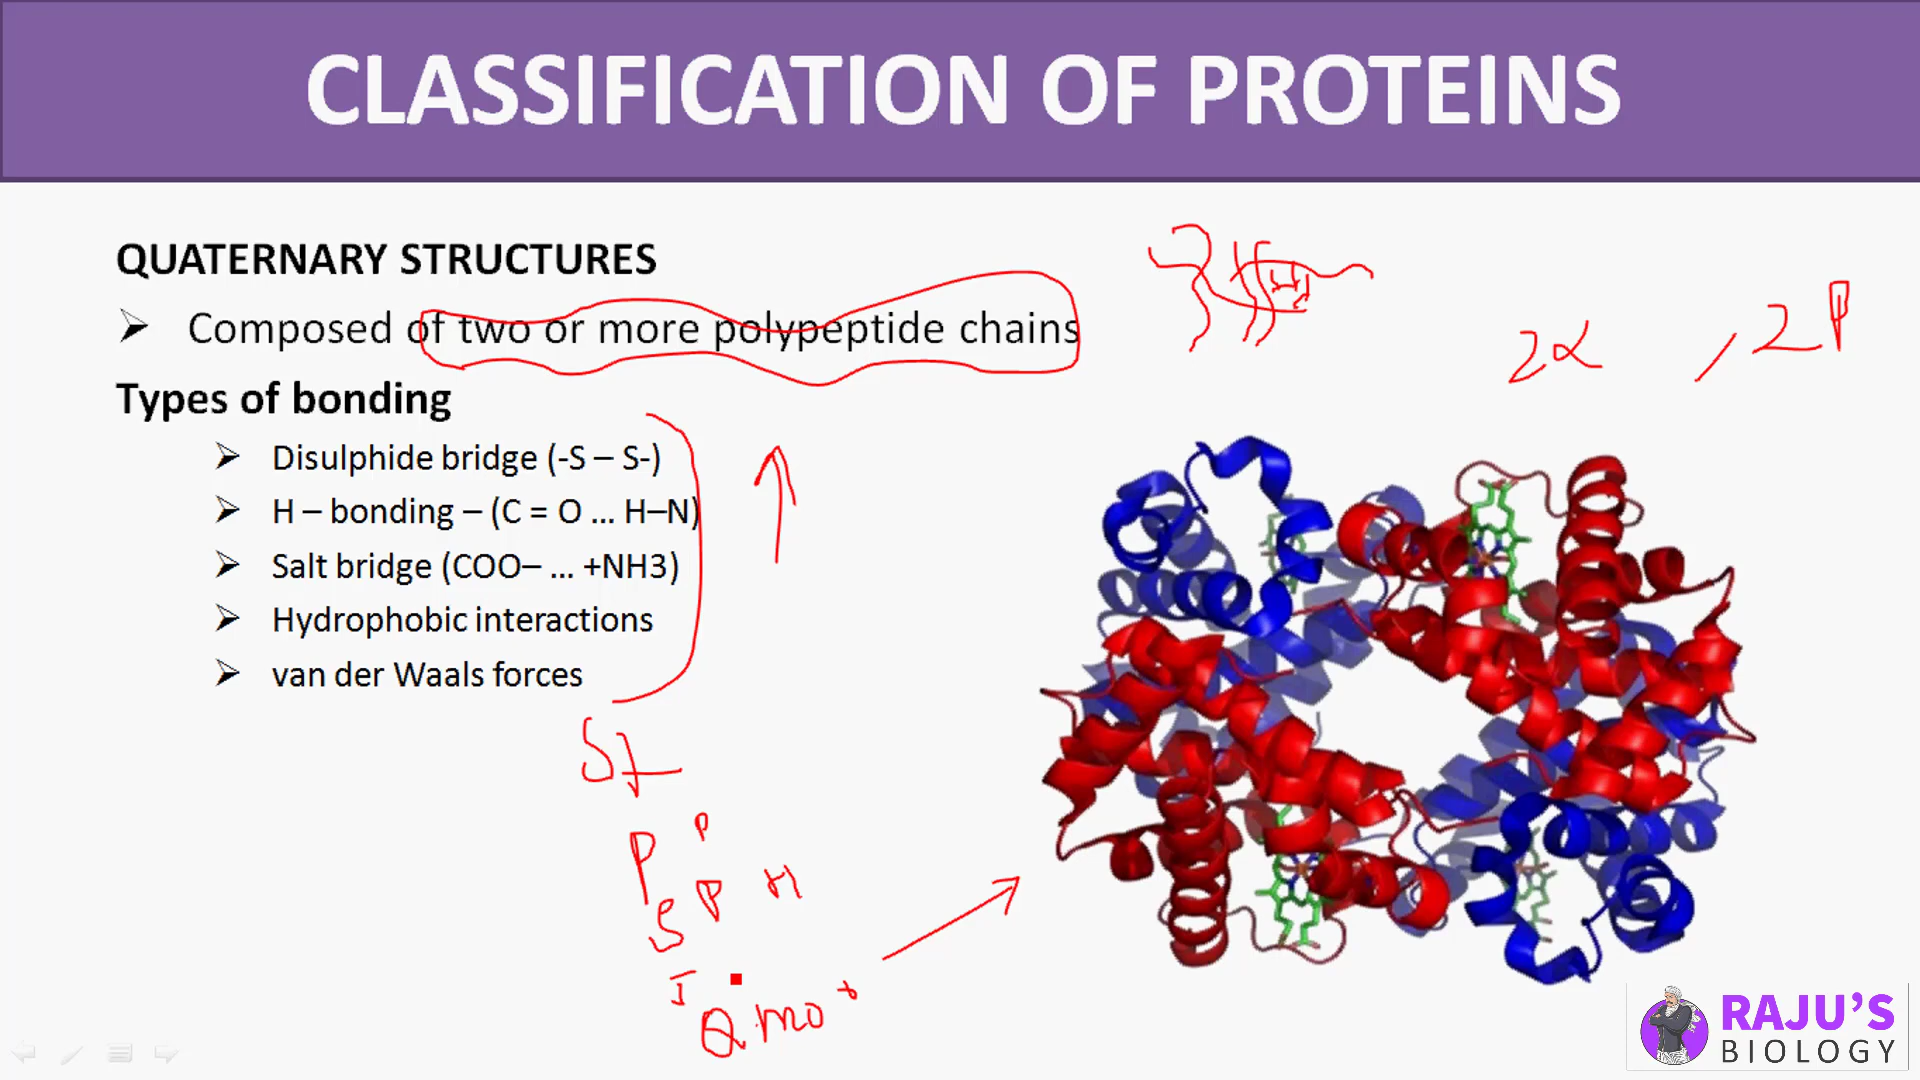 CLASSIFICATION OF PROTEINS
QUATERNARY STRUCTURES
Composed of two or more polypeptide chains
2α , 2β
Types of bonding
Disulphide bridge (-S – S-)
H – bonding – (C = O ... H–N)
Salt bridge (COO– ... +NH3)
Hydrophobic interactions
van der Waals forces
St
P P
S P H
Q
RAJU'S
BIOLOGY